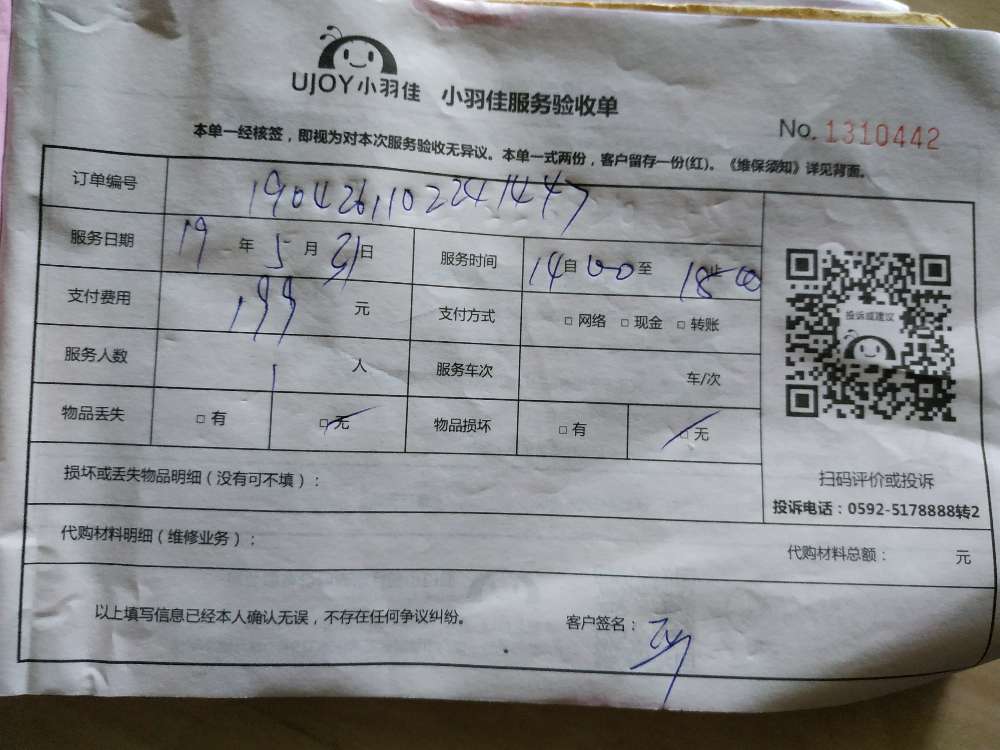 UJOY小羽佳 小羽佳服务验收单
No. 1310442
本单一经核签，即视为对本次服务验收无异议。本单一式两份，客户留存一份(红)。《维保须知》详见背面。
订单编号 1904261102241447
服务日期 19 年 5 月 31 日 服务时间 14 自 00 至 18 00
支付费用 199 元 支付方式 □ 网络 □ 现金 □ 转账
服务人数 1 人 服务车次 车/次
物品丢失 □ 有 □ 无 物品损坏 □ 有 □ 无
投诉或建议
扫码评价或投诉
投诉电话：0592-5178888转2
损坏或丢失物品明细（没有可不填）：
代购材料明细（维修业务）： 代购材料总额： 元
以上填写信息已经本人确认无误，不存在任何争议纠纷。 客户签名：